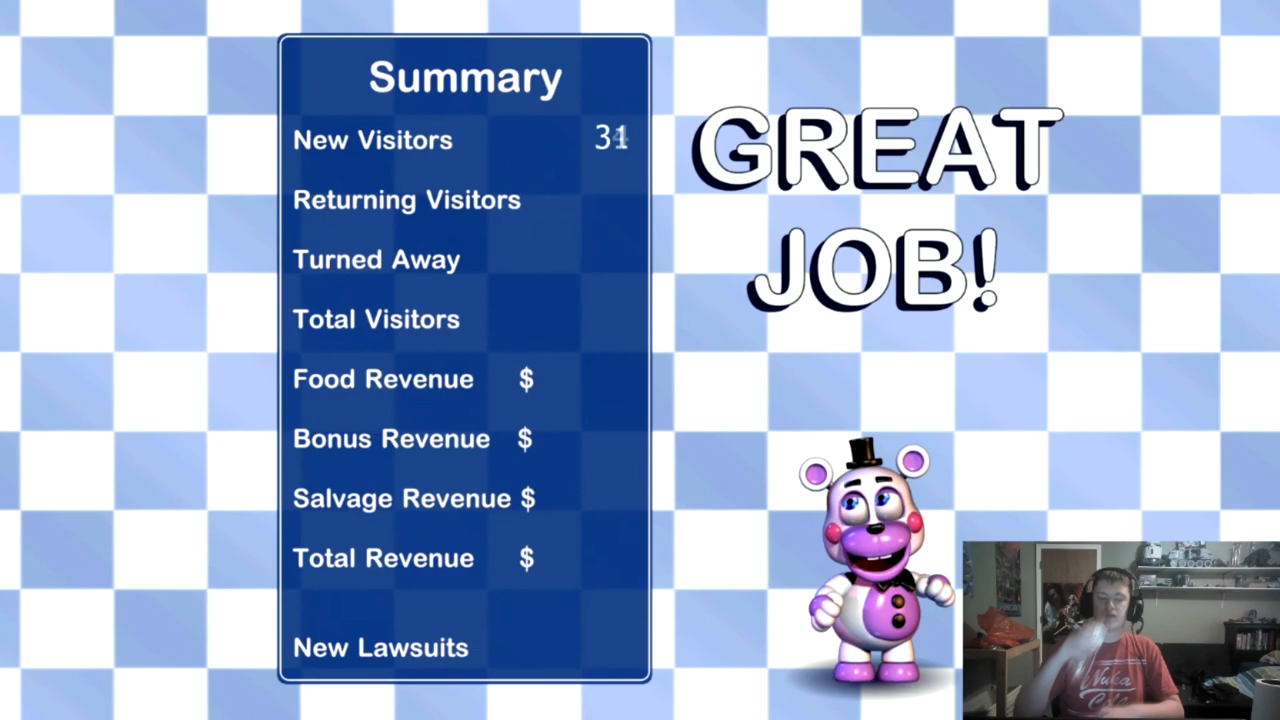 Summary
New Visitors
Returning Visitors
Turned Away
Total Visitors
Food Revenue $
Bonus Revenue $
Salvage Revenue $
Total Revenue $
New Lawsuits
GREAT
JOB!
Nuka